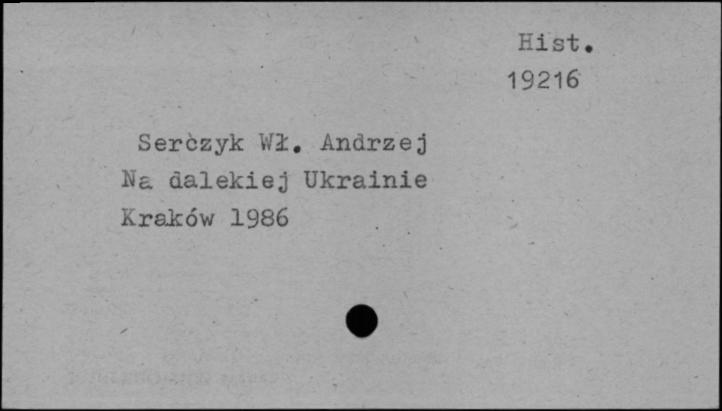 Hist.
19216
Serczyk Wł. Andrzej
Na dalekiej Ukrainie
Kraków 1986